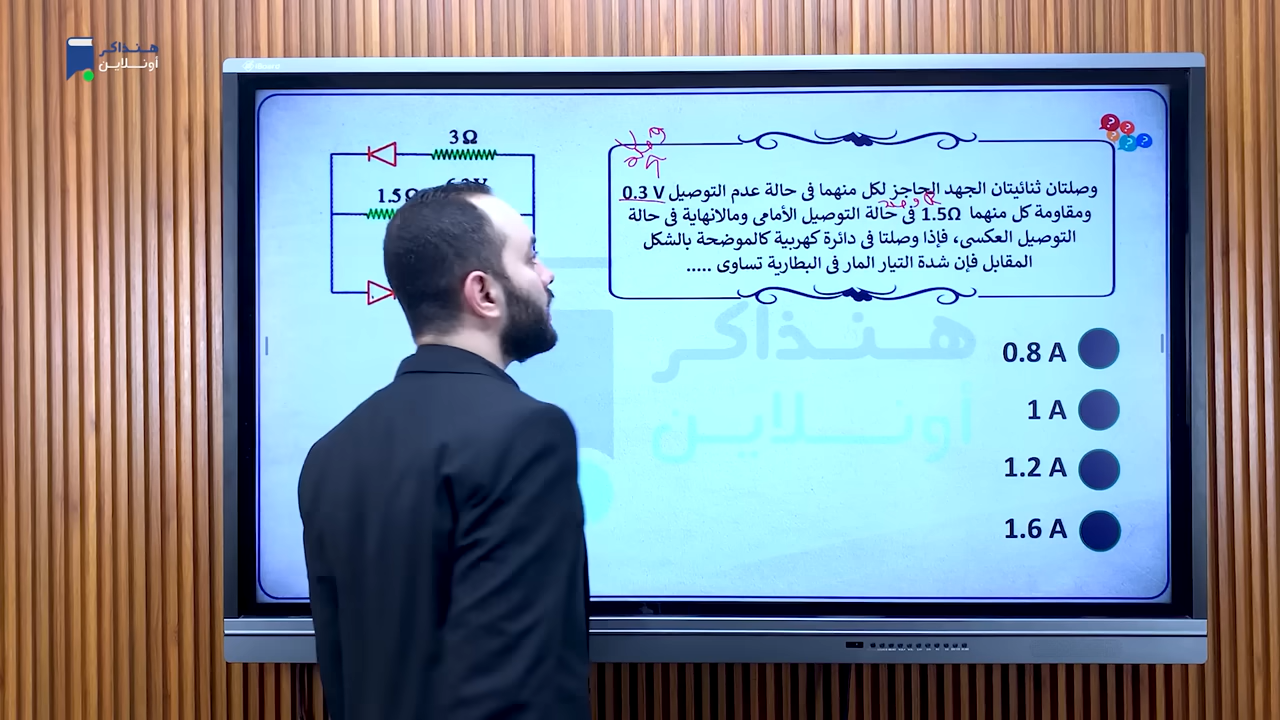 هنذاكر
أونلاين
3 Ω
1.5
وصلتان ثنائيتان الجهد الحاجز لكل منهما فى حالة عدم التوصيل 0.3 V
ومقاومة كل منهما 1.5Ω فى حالة التوصيل الأمامى ومالانهاية فى حالة
التوصيل العكسى، فإذا وصلتا فى دائرة كهربية كالموضحة بالشكل
المقابل فإن شدة التيار المار فى البطارية تساوى .....
هنذاكر
أونلاين
0.8 A
1 A
1.2 A
1.6 A